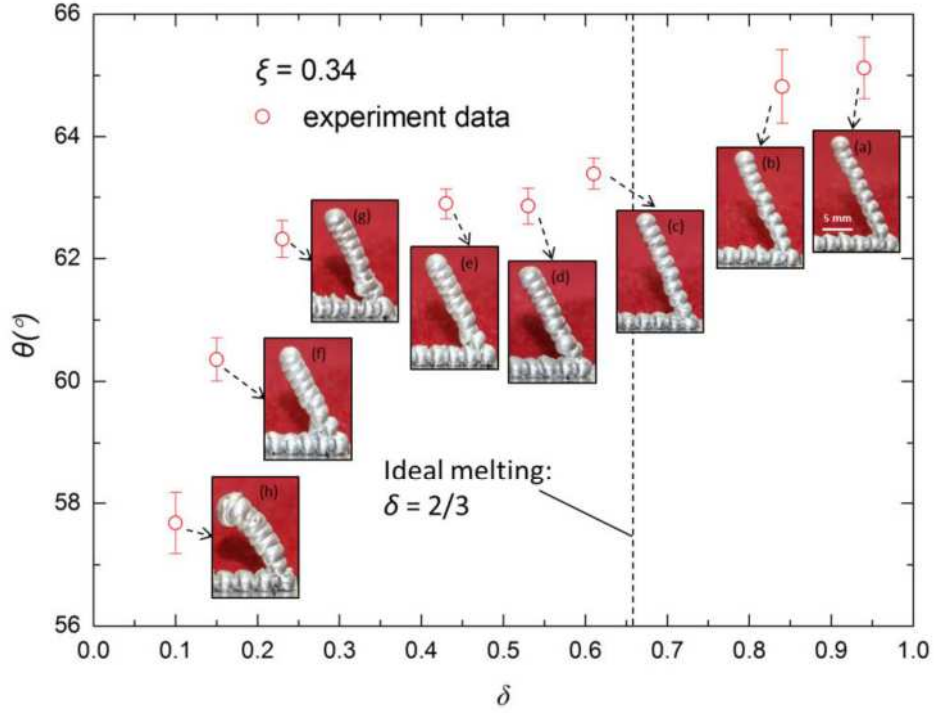 66
64
62
60
58
56
θ(°)
ξ = 0.34
experiment data
(a)
5 mm
(b)
(c)
(g)
(e)
(d)
(f)
(h)
Ideal melting:
δ = 2/3
0.0 0.1 0.2 0.3 0.4 0.5 0.6 0.7 0.8 0.9 1.0
δ